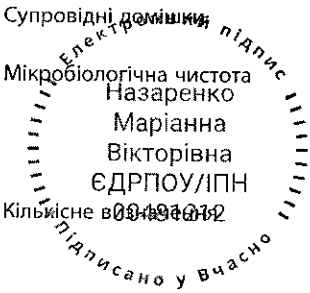 Супровідні домішки
Електронний підпис
Мікробіологічна чистота
Назаренко
Маріанна
Вікторівна
ЄДРПОУ/ІПН
Кількісне визначення
Підписано у Вчасно